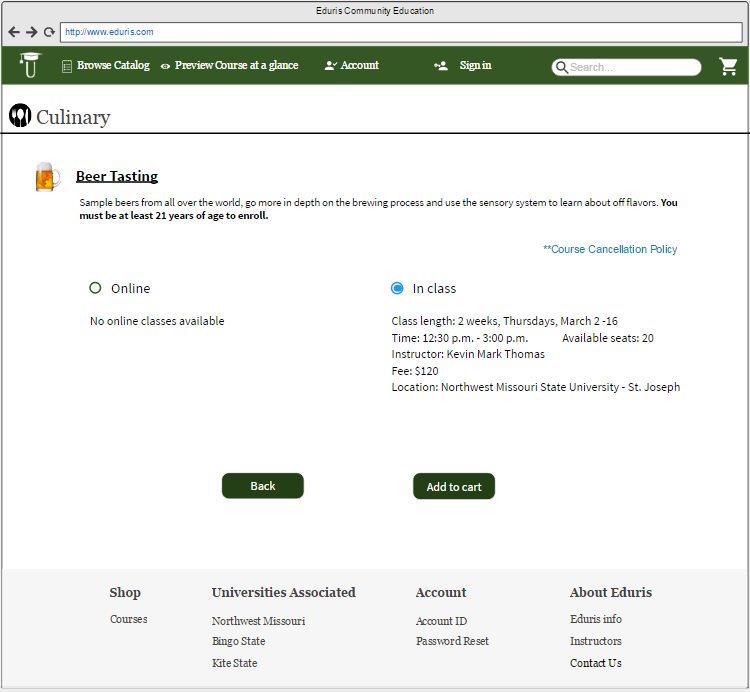 Eduris Community Education
http://www.eduris.com
Browse Catalog Preview Course at a glance Account Sign in Search...
Culinary
Beer Tasting
Sample beers from all over the world, go more in depth on the brewing process and use the sensory system to learn about off flavors. You
must be at least 21 years of age to enroll.
**Course Cancellation Policy
Online In class
No online classes available
Class length: 2 weeks, Thursdays, March 2 -16
Time: 12:30 p.m. - 3:00 p.m. Available seats: 20
Instructor: Kevin Mark Thomas
Fee: $120
Location: Northwest Missouri State University - St. Joseph
Back Add to cart
Shop Universities Associated Account About Eduris
Courses Northwest Missouri Account ID Eduris info
Bingo State Password Reset Instructors
Kite State Contact Us